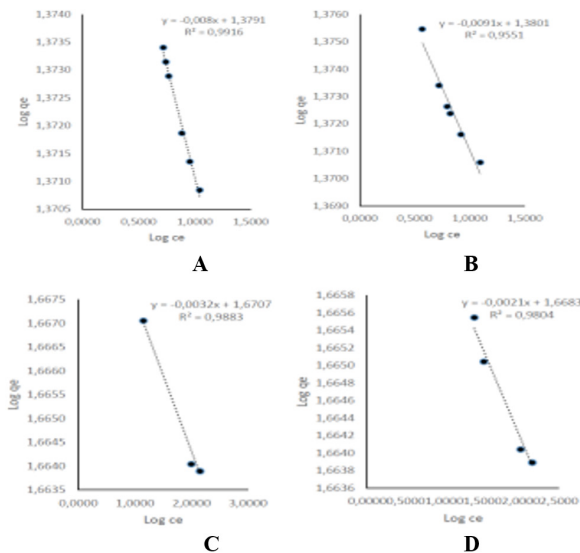 y = -0,008x + 1,3791
R² = 0,9916
1,3740
1,3735
1,3730
1,3725
1,3720
1,3715
1,3710
1,3705
0,0000 0,5000 1,0000 1,5000
Log qe
Log ce
A
y = -0,0091x + 1,3801
R² = 0,9551
1,3760
1,3750
1,3740
1,3730
1,3720
1,3710
1,3700
1,3690
0,0000 0,5000 1,0000 1,5000
Log qe
Log ce
B
y = -0,0032x + 1,6707
R² = 0,9883
1,6675
1,6670
1,6665
1,6660
1,6655
1,6650
1,6645
1,6640
1,6635
0,0000 1,0000 2,0000 3,0000
Log qe
Log ce
C
y = -0,0021x + 1,6683
R² = 0,9804
1,6658
1,6656
1,6654
1,6652
1,6650
1,6648
1,6646
1,6644
1,6642
1,6640
1,6638
1,6636
0,00000,50001,00001,50002,00002,5000
Log qe
Log ce
D